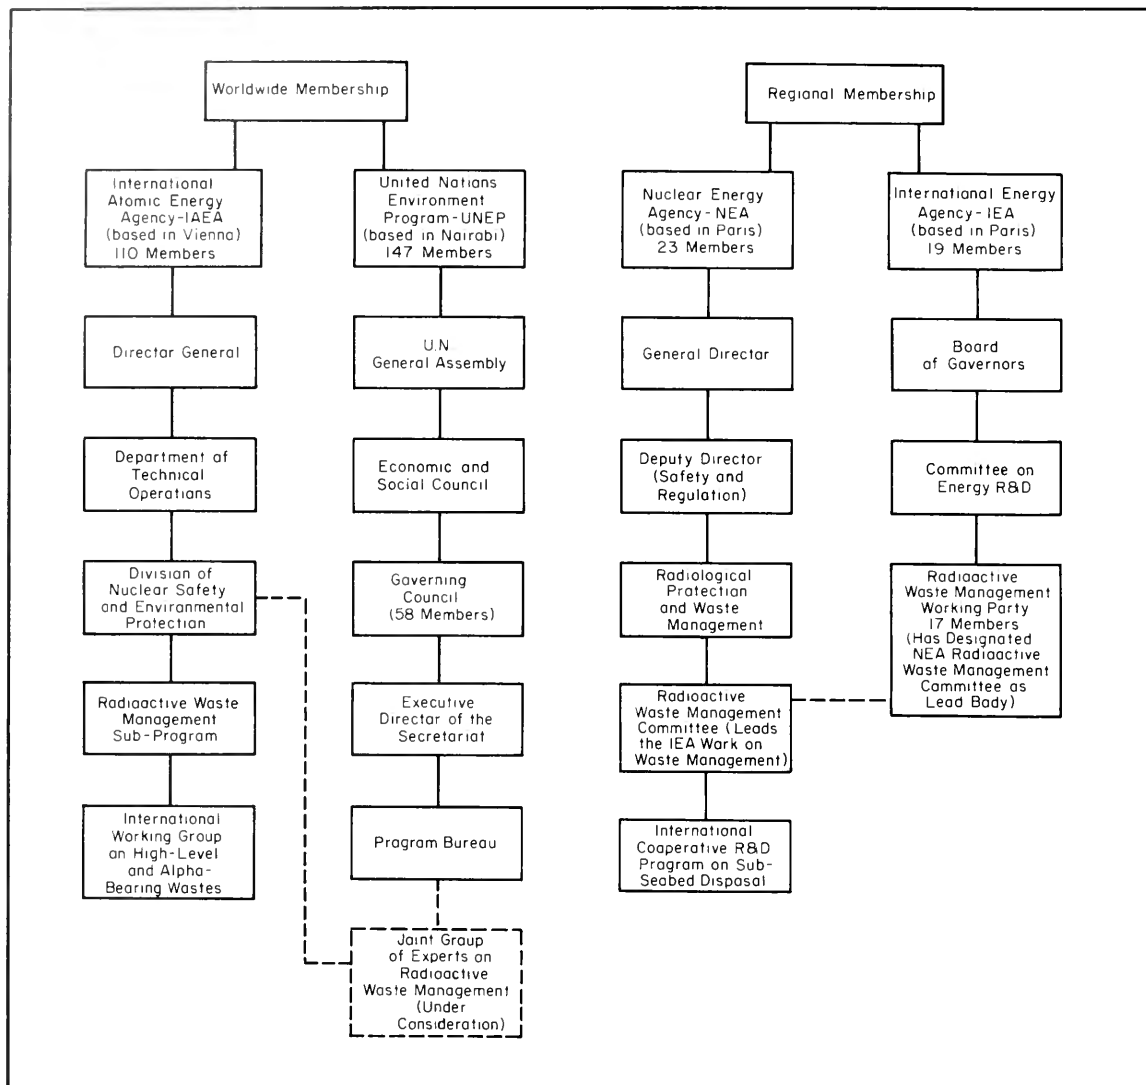 Worldwide Membership
International
Atomic Energy
Agency-IAEA
(based in Vienna)
110 Members
Director General
Department of
Technical
Operations
Division of
Nuclear Safety
and Environmental
Protection
Radioactive Waste
Management
Sub-Program
International
Working Group
on High-Level
and Alpha-
Bearing Wastes
United Nations
Environment
Program-UNEP
(based in Nairobi)
147 Members
U.N.
General Assembly
Economic and
Social Council
Governing
Council
(58 Members)
Executive
Director of the
Secretariat
Program Bureau
Joint Group
of Experts on
Radioactive
Waste Management
(Under
Consideration)
Regional Membership
Nuclear Energy
Agency-NEA
(based in Paris)
23 Members
General Director
Deputy Director
(Safety and
Regulation)
Radiological
Protection
and Waste
Management
Radioactive
Waste Management
Committee (Leads
the IEA Work on
Waste Management)
International
Cooperative R&D
Program on Sub-
Seabed Disposal
International Energy
Agency-IEA
(based in Paris)
19 Members
Board
of Governors
Committee on
Energy R&D
Radioactive
Waste Management
Working Party
17 Members
(Has Designated
NEA Radioactive
Waste Management
Committee as
Lead Body)